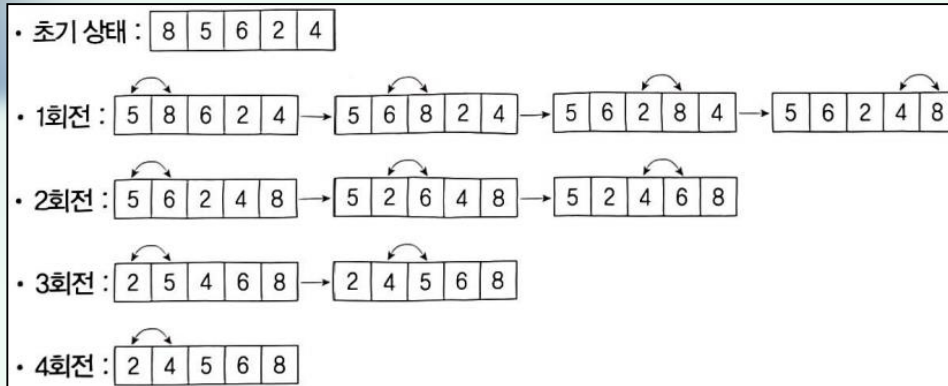 • 초기 상태 : 8 5 6 2 4
• 1회전 : 5 8 6 2 4 → 5 6 8 2 4 → 5 6 2 8 4 → 5 6 2 4 8
• 2회전 : 5 6 2 4 8 → 5 2 6 4 8 → 5 2 4 6 8
• 3회전 : 2 5 4 6 8 → 2 4 5 6 8
• 4회전 : 2 4 5 6 8